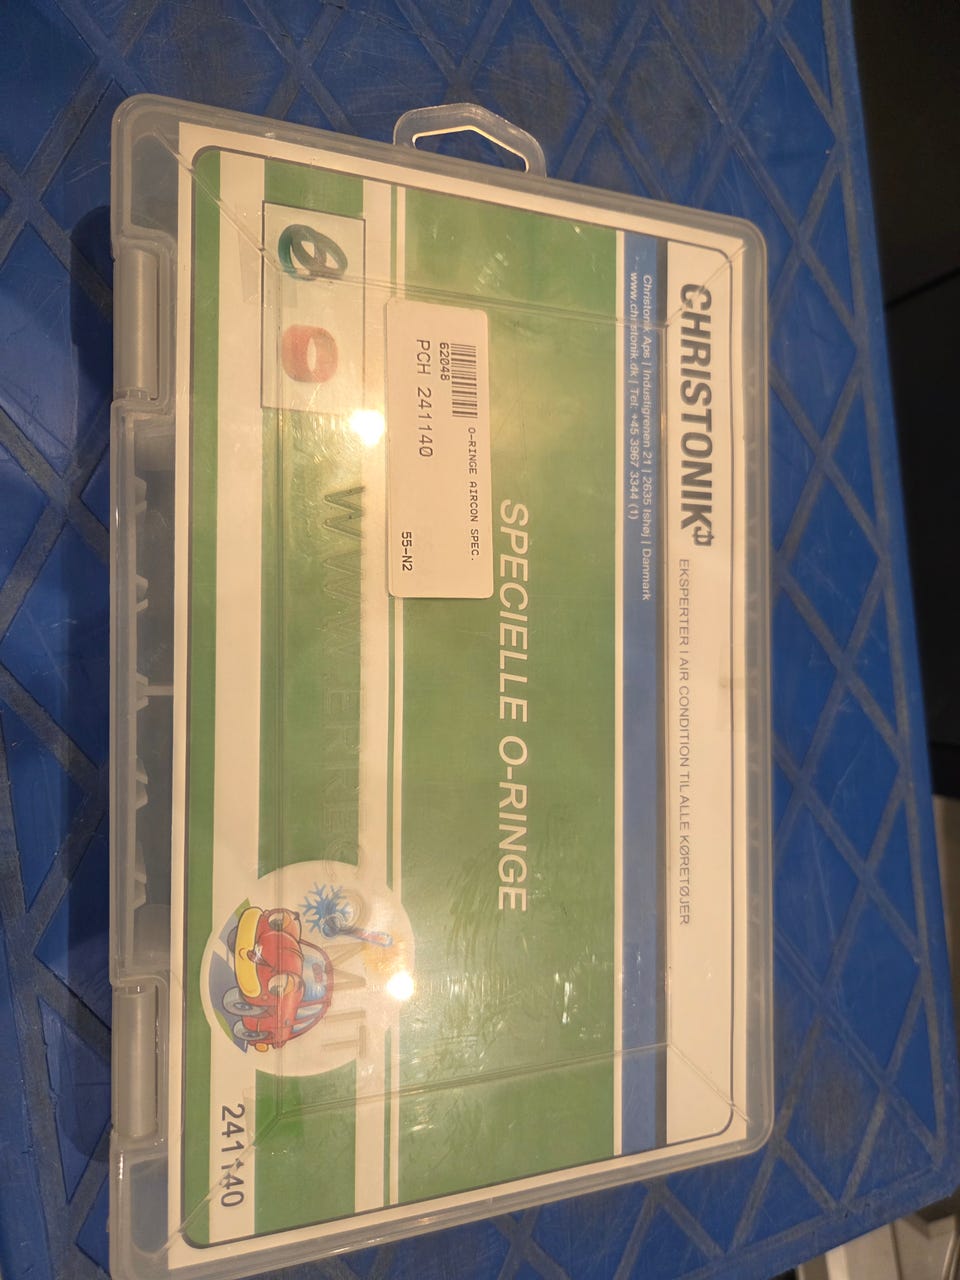 CHRISTONIK
EKSPERTER I AIR CONDITION TIL ALLE KØRETØJER
Christonik Aps | Industrigrenen 21 | 2635 Ishøj | Danmark
www.christonik.dk | Tel: +45 3967 3344 (1)
SPECIELLE O-RINGE
O-RINGE AIRCON SPEC.
62048
PCH 241140
55-N2
241140